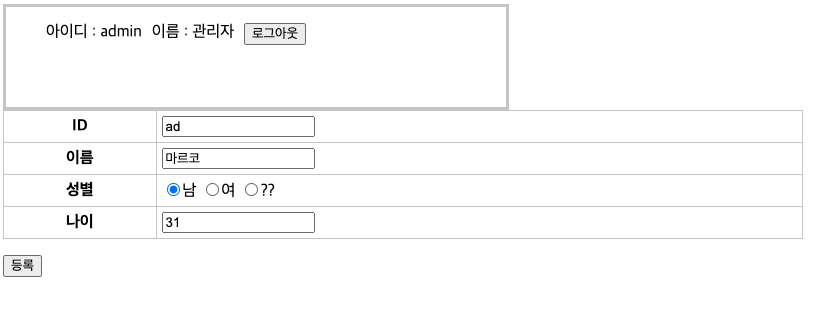 아이디 : admin 이름 : 관리자 로그아웃
ID ad
이름 마르코
성별 남 여 ??
나이 31
등록